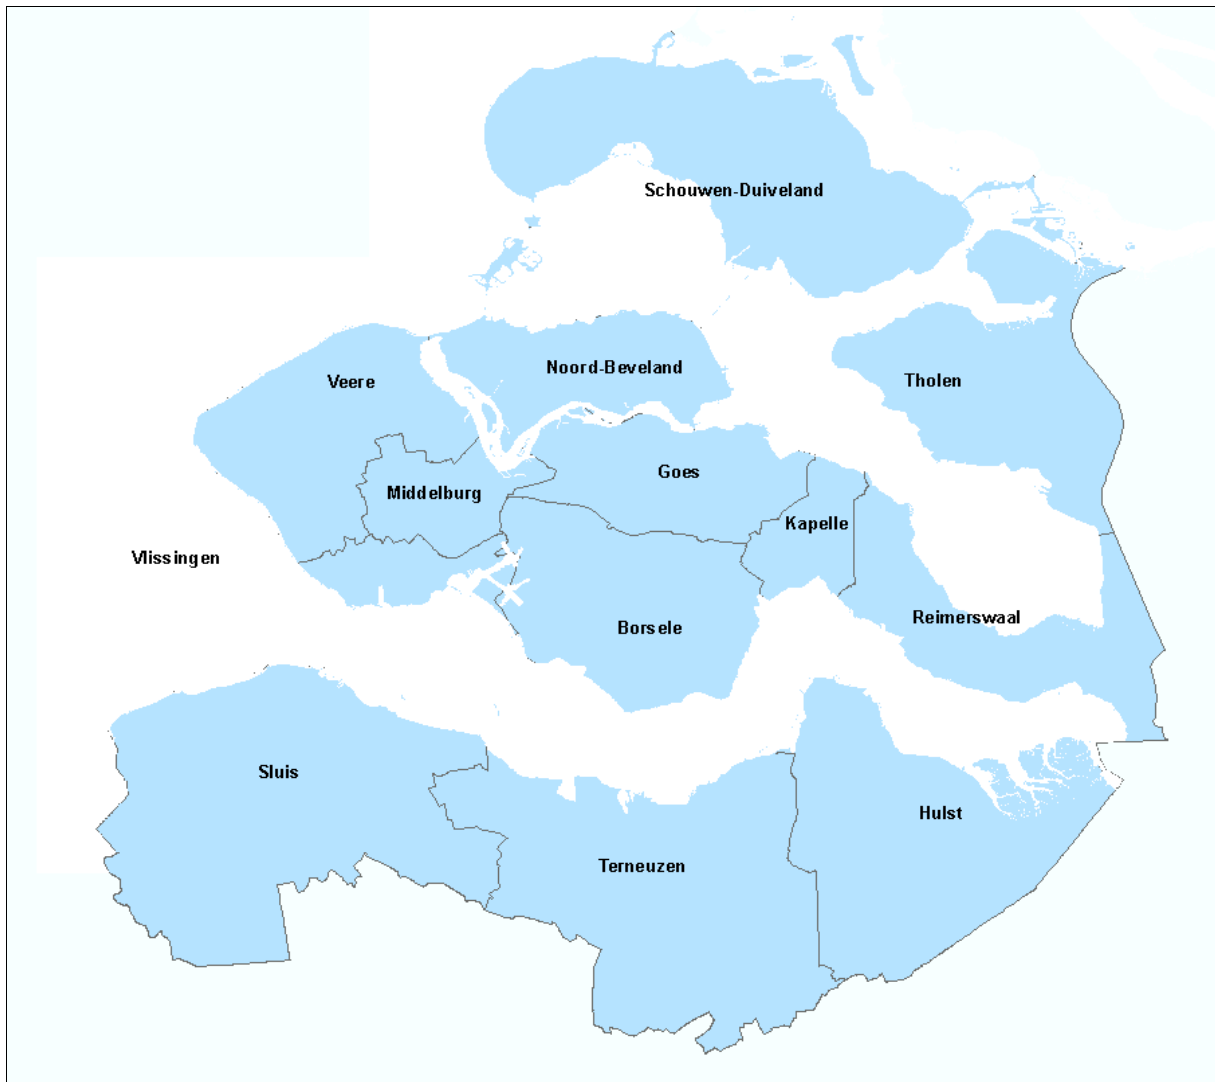 Schouwen-Duiveland
Noord-Beveland
Veere
Tholen
Goes
Middelburg
Kapelle
Vlissingen
Reimerswaal
Borsele
Sluis
Hulst
Terneuzen